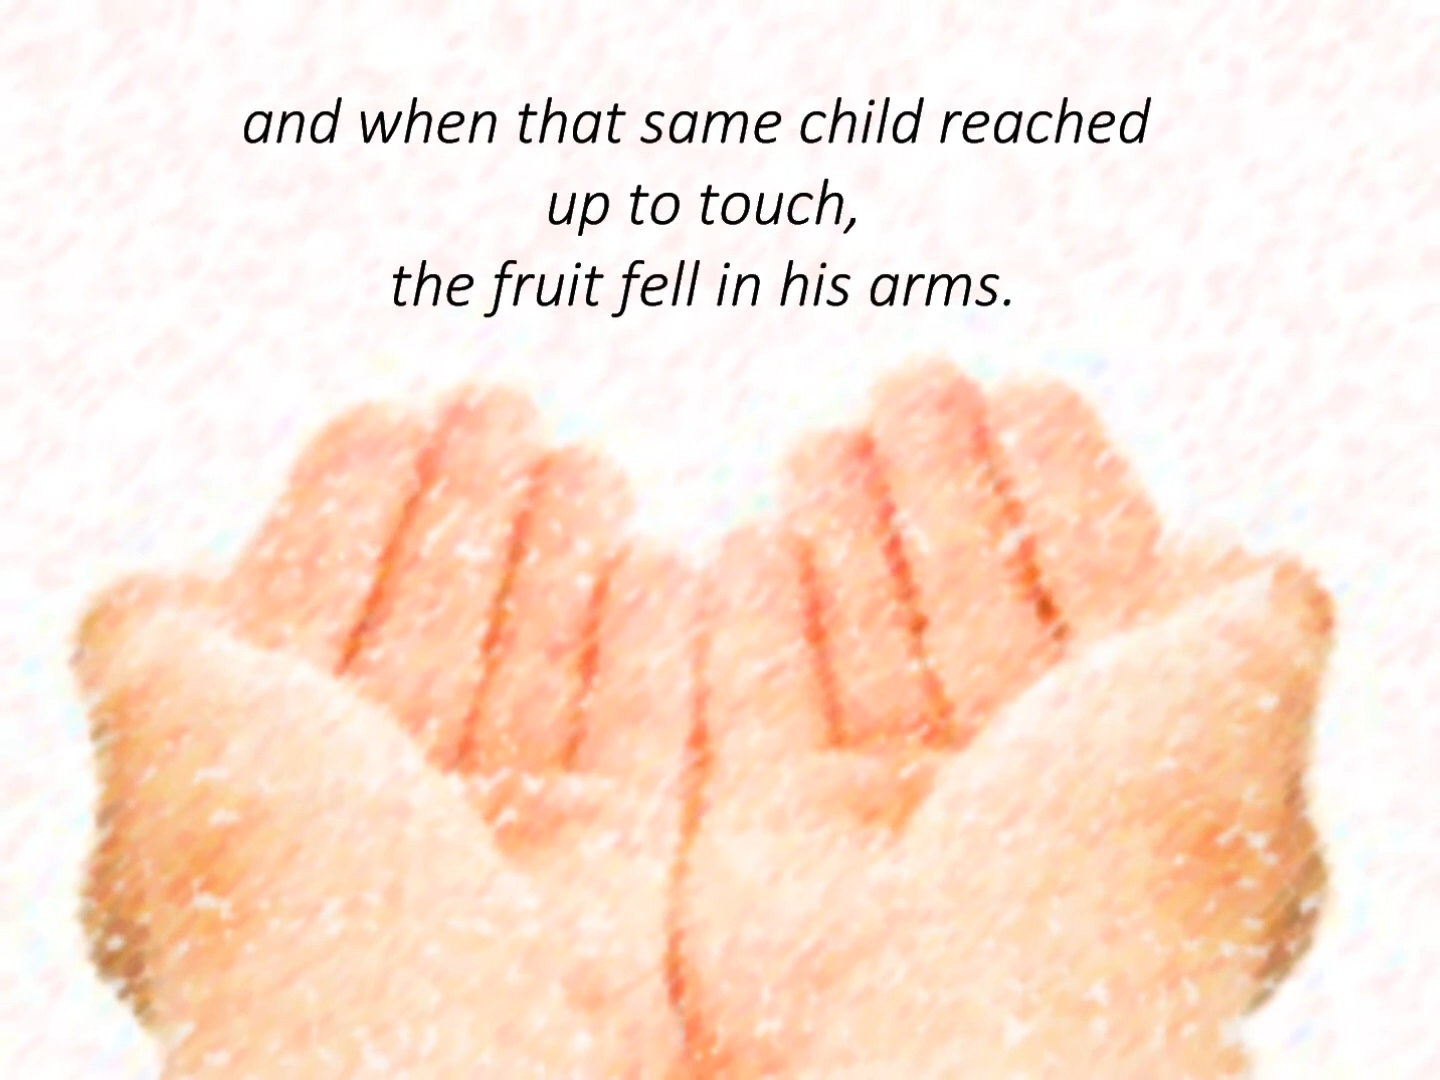 and when that same child reached
up to touch,
the fruit fell in his arms.